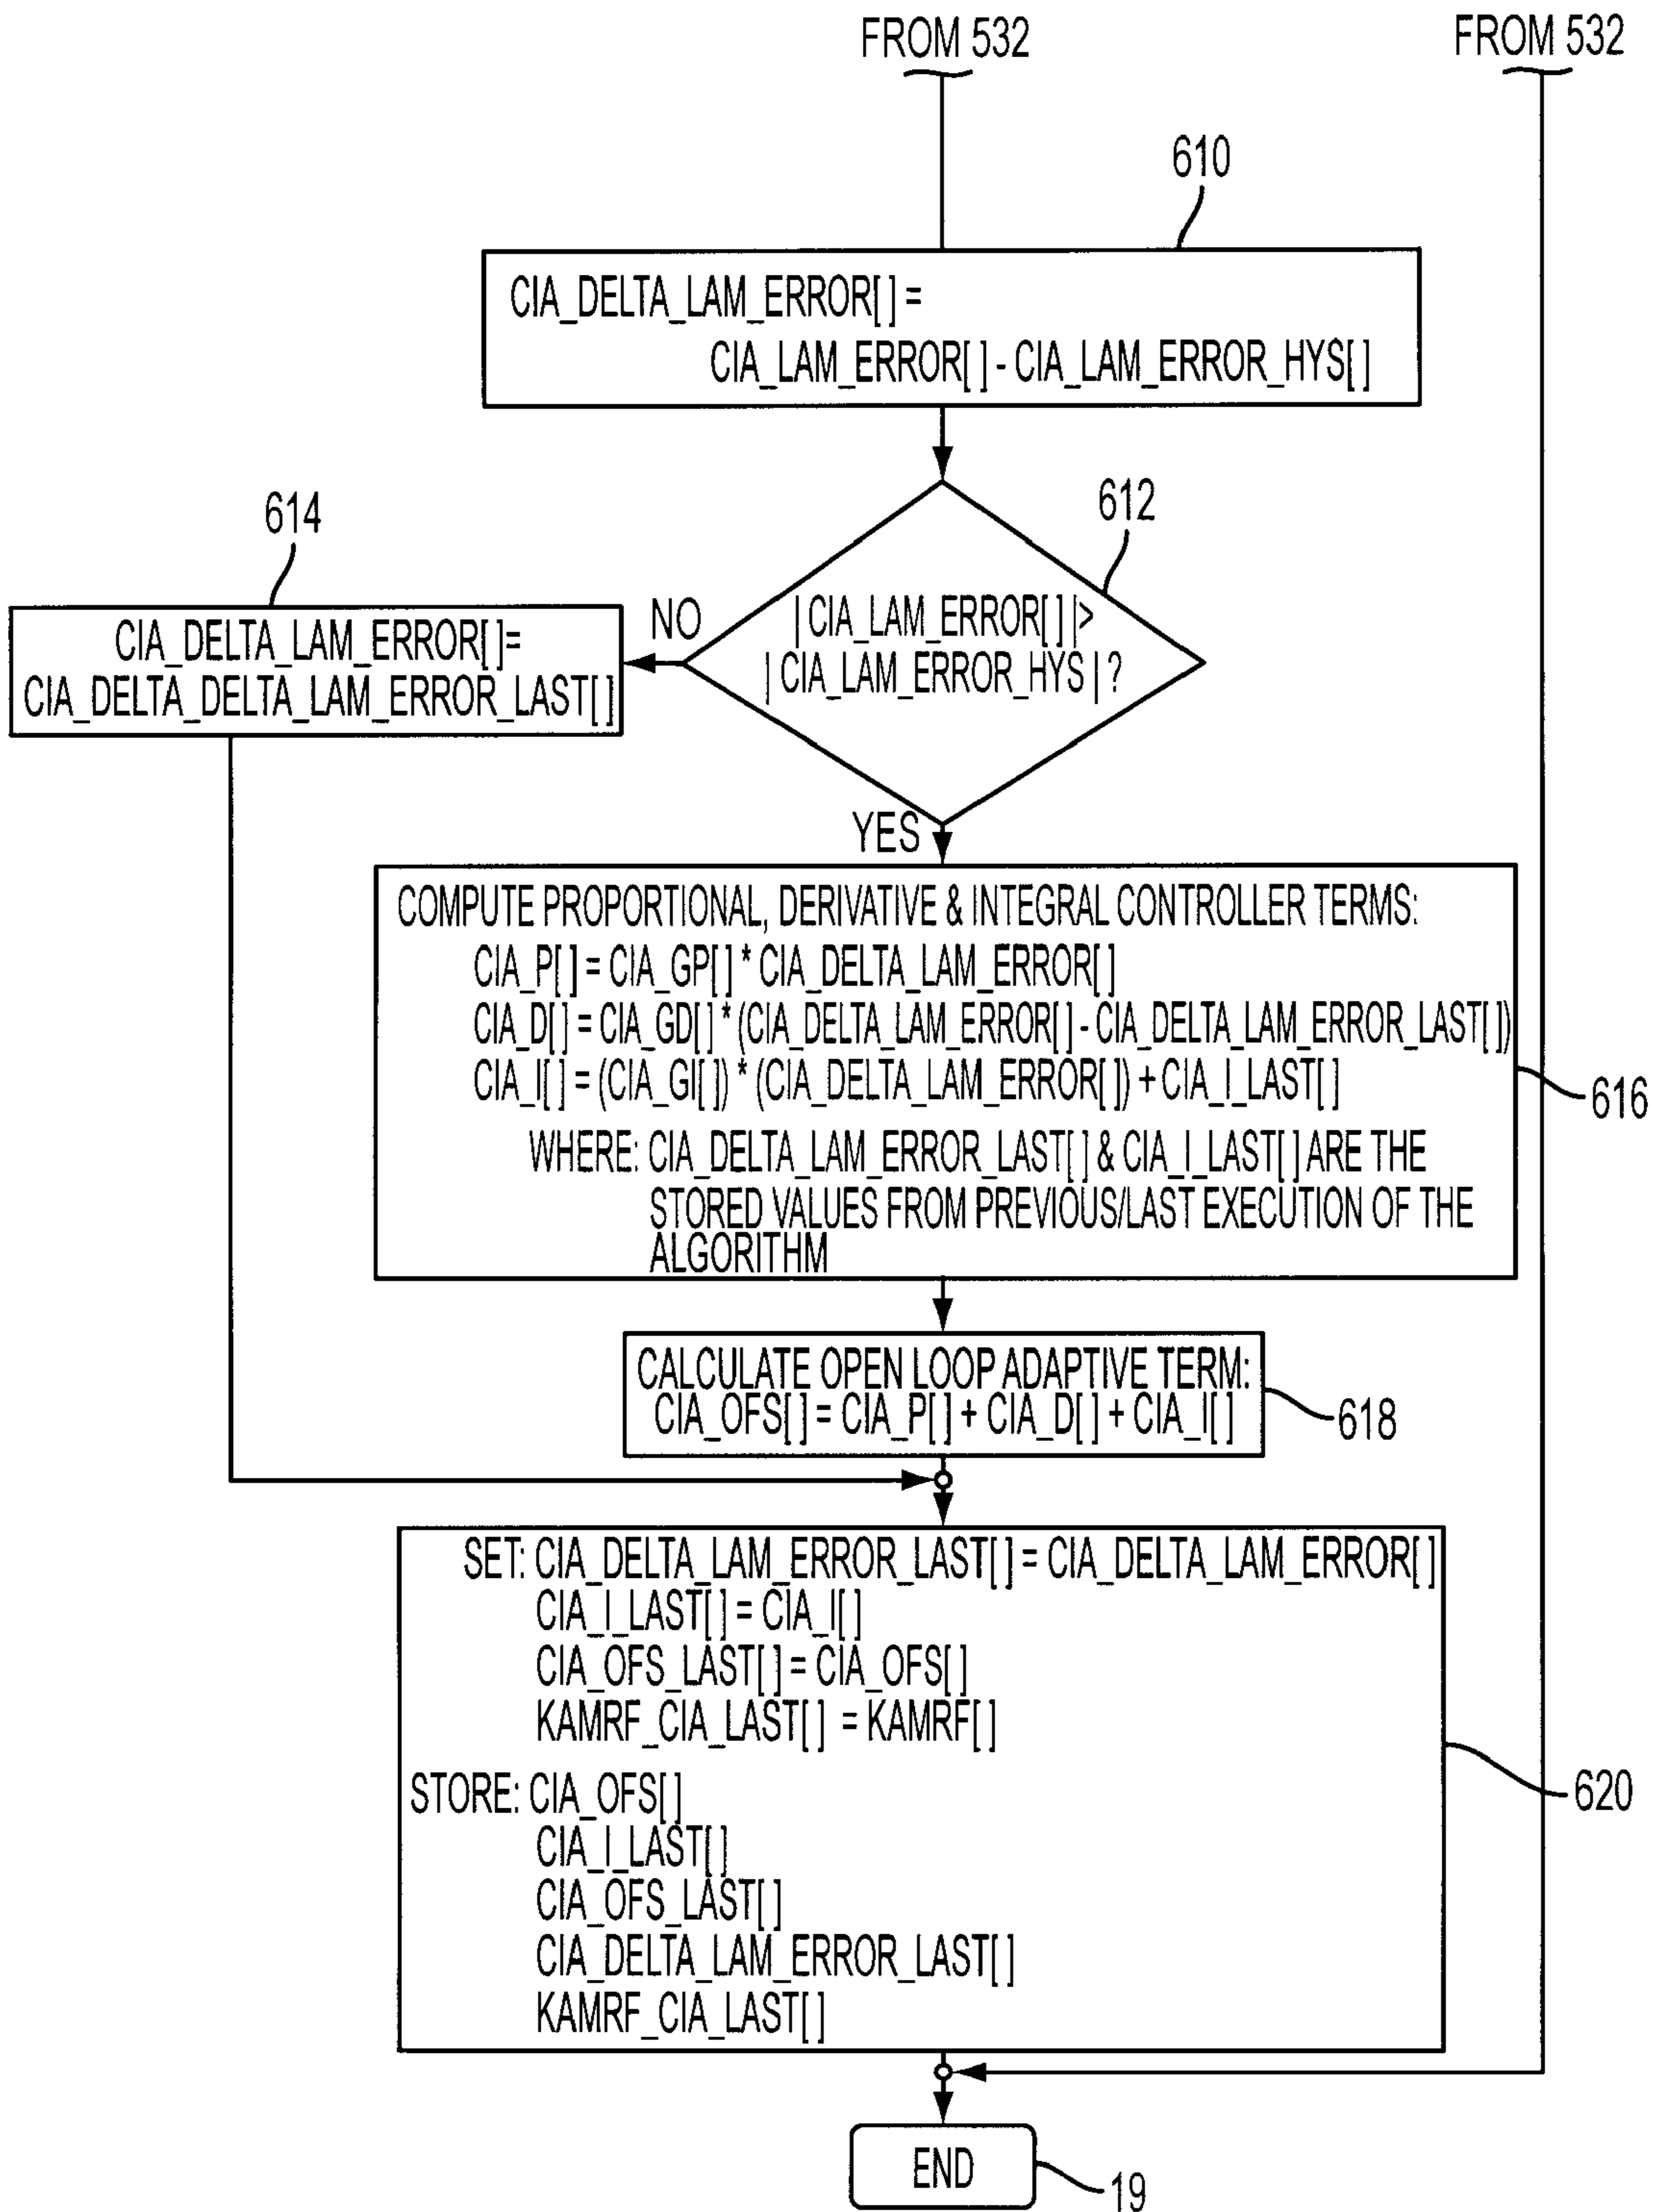 FROM 532
FROM 532
610
CIA_DELTA_LAM_ERROR[ ] =
CIA_LAM_ERROR[ ] - CIA_LAM_ERROR_HYS[ ]
612
614
| CIA_LAM_ERROR[ ] |>
| CIA_LAM_ERROR_HYS | ?
NO
CIA_DELTA_LAM_ERROR[ ]=
CIA_DELTA_DELTA_LAM_ERROR_LAST[ ]
YES
COMPUTE PROPORTIONAL, DERIVATIVE & INTEGRAL CONTROLLER TERMS:
CIA_P[ ] = CIA_GP[ ] * CIA_DELTA_LAM_ERROR[ ]
CIA_D[ ] = CIA_GD[ ] * (CIA_DELTA_LAM_ERROR[ ] - CIA_DELTA_LAM_ERROR_LAST[ ])
CIA_I[ ] = (CIA_GI[ ]) * (CIA_DELTA_LAM_ERROR[ ]) + CIA_I_LAST[ ]
WHERE: CIA_DELTA_LAM_ERROR_LAST[ ] & CIA_I_LAST[ ] ARE THE
STORED VALUES FROM PREVIOUS/LAST EXECUTION OF THE
ALGORITHM
616
CALCULATE OPEN LOOP ADAPTIVE TERM:
CIA_OFS[ ] = CIA_P[ ] + CIA_D[ ] + CIA_I[ ]
618
SET: CIA_DELTA_LAM_ERROR_LAST[ ] = CIA_DELTA_LAM_ERROR[ ]
CIA_I_LAST[ ] = CIA_I[ ]
CIA_OFS_LAST[ ] = CIA_OFS[ ]
KAMRF_CIA_LAST[ ] = KAMRF[ ]
STORE: CIA_OFS[ ]
CIA_I_LAST[ ]
CIA_OFS_LAST[ ]
CIA_DELTA_LAM_ERROR_LAST[ ]
KAMRF_CIA_LAST[ ]
620
END
19